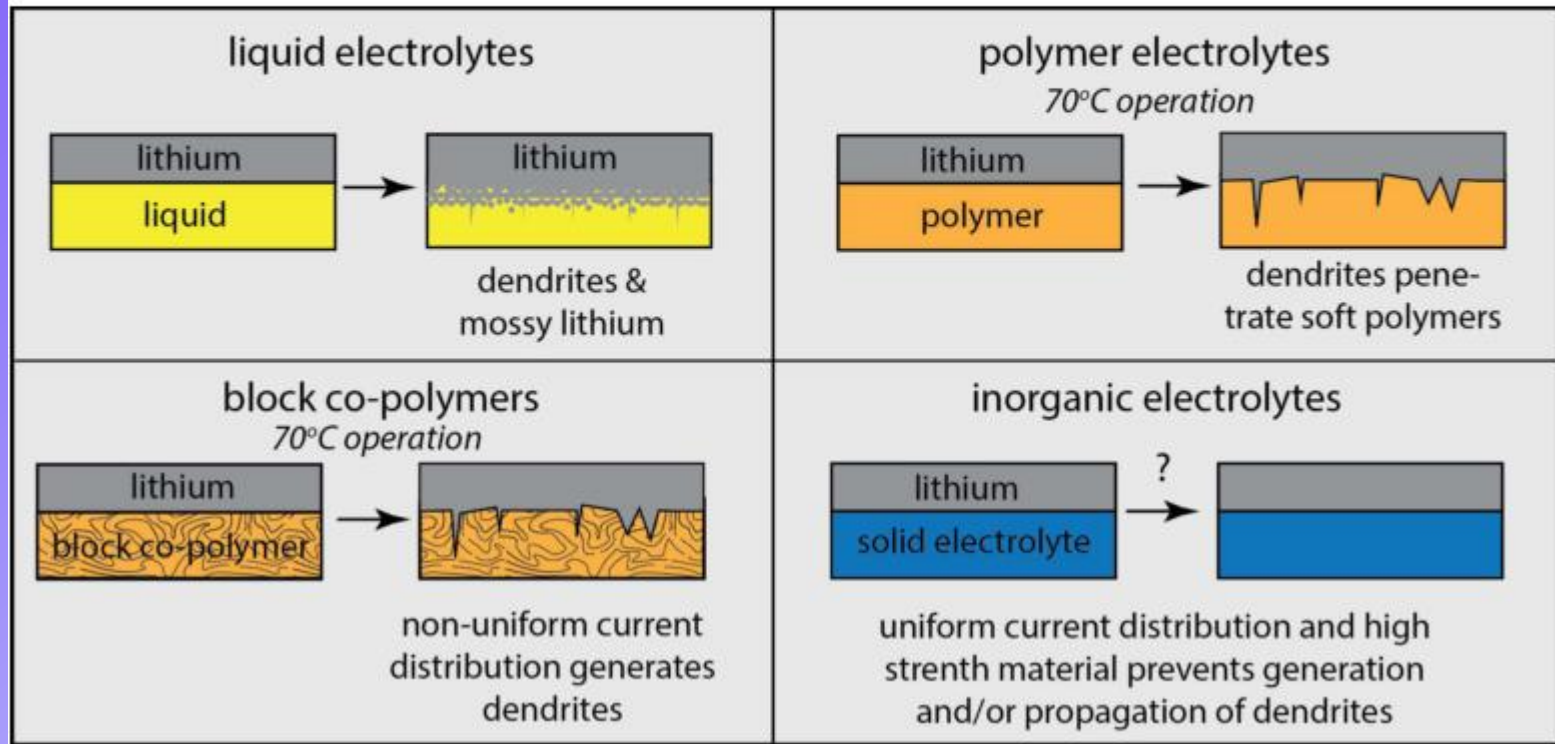 liquid electrolytes
lithium
liquid
lithium
dendrites &
mossy lithium
polymer electrolytes
70°C operation
lithium
polymer
dendrites pene-
trate soft polymers
block co-polymers
70°C operation
lithium
block co-polymer
non-uniform current
distribution generates
dendrites
inorganic electrolytes
lithium
solid electrolyte
?
uniform current distribution and high
strenth material prevents generation
and/or propagation of dendrites